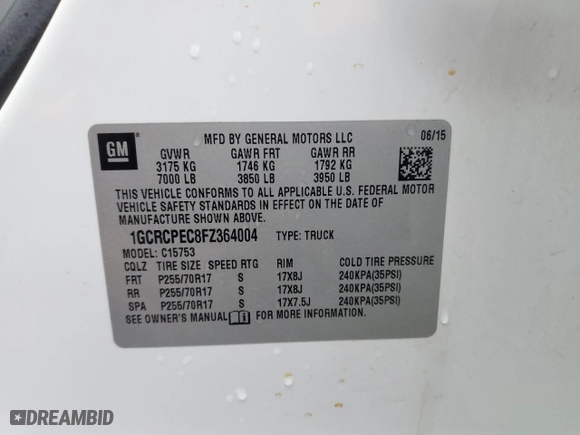 GM MFD BY GENERAL MOTORS LLC 06/15
GVWR GAWR FRT GAWR RR
3175 KG 1746 KG 1792 KG
7000 LB 3850 LB 3950 LB
THIS VEHICLE CONFORMS TO ALL APPLICABLE U.S. FEDERAL MOTOR
VEHICLE SAFETY STANDARDS IN EFFECT ON THE DATE OF
MANUFACTURE SHOWN ABOVE.
1GCRCPEC8FZ364004 TYPE: TRUCK
MODEL: C15753
CQLZ TIRE SIZE SPEED RTG RIM COLD TIRE PRESSURE
FRT P255/70R17 S 17X8J 240KPA(35PSI)
RR P255/70R17 S 17X8J 240KPA(35PSI)
SPA P255/70R17 S 17X7.5J 240KPA(35PSI)
SEE OWNER'S MANUAL FOR MORE INFORMATION.
DREAMBID